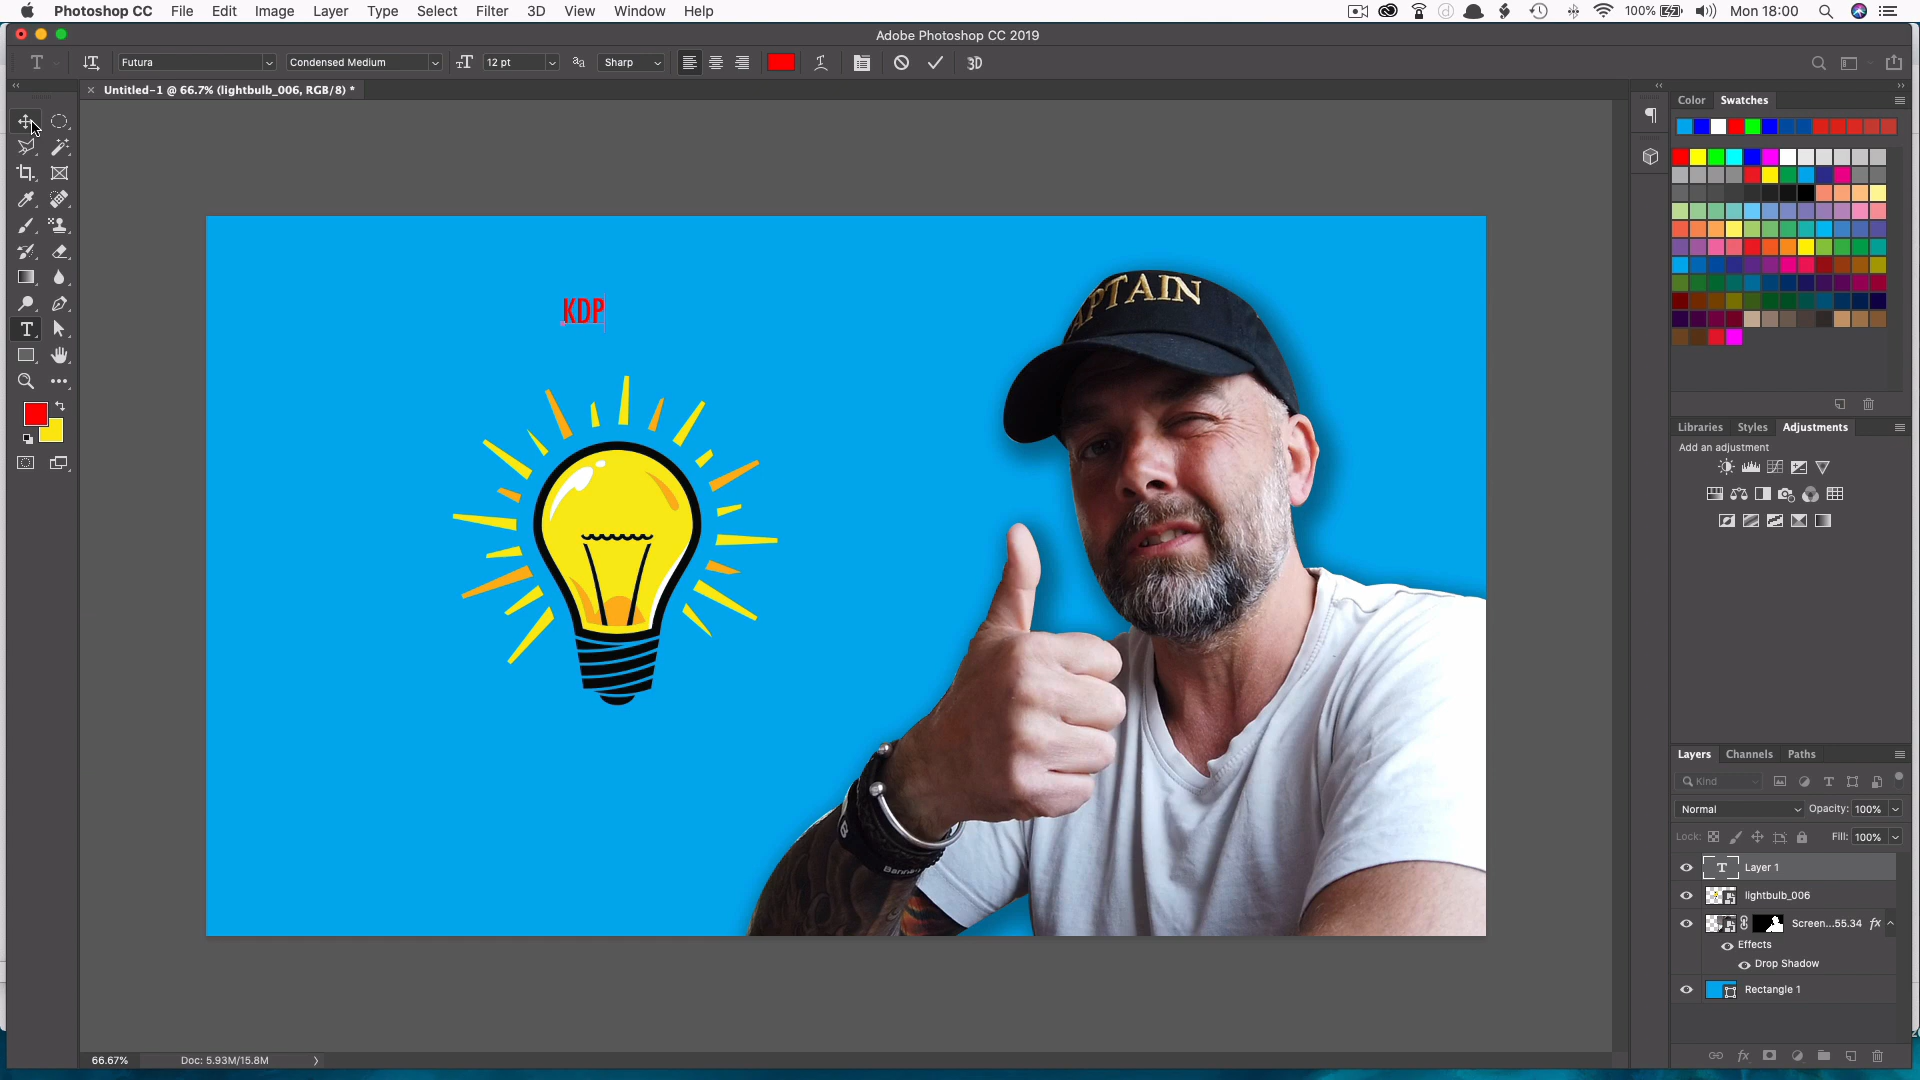 Photoshop CC File Edit Image Layer Type Select Filter 3D View Window Help 100% Mon 18:00
Adobe Photoshop CC 2019
Futura Condensed Medium 12 pt Sharp 3D
Untitled-1 @ 66.7% (lightbulb_006, RGB/8) *
Color Swatches
KDP
APTAIN
Libraries Styles Adjustments
Add an adjustment
Layers Channels Paths
Kind
Normal Opacity: 100%
Lock: Fill: 100%
T Layer 1
lightbulb_006
Screen...55.34 fx
Effects
Drop Shadow
Rectangle 1
66.67% Doc: 5.93M/15.8M